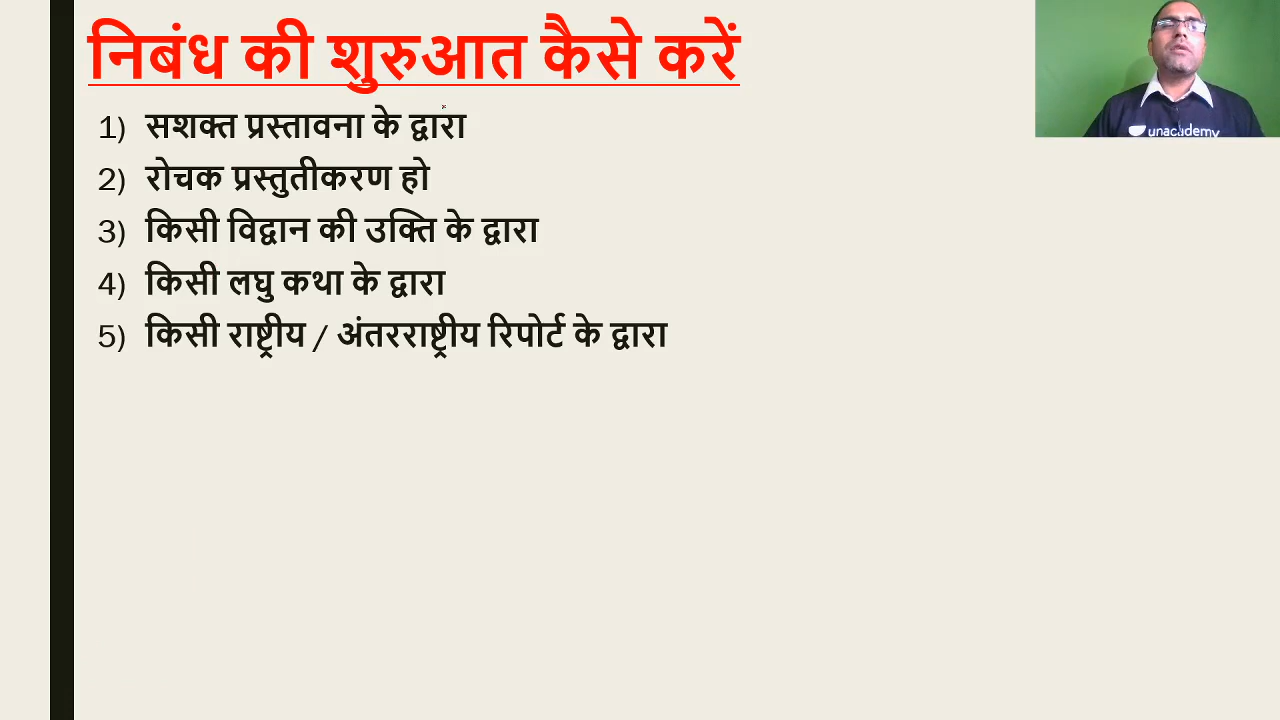 निबंध की शुरुआत कैसे करें
1) सशक्त प्रस्तावना के द्वारा
2) रोचक प्रस्तुतीकरण हो
3) किसी विद्वान की उक्ति के द्वारा
4) किसी लघु कथा के द्वारा
5) किसी राष्ट्रीय / अंतरराष्ट्रीय रिपोर्ट के द्वारा
unacademy